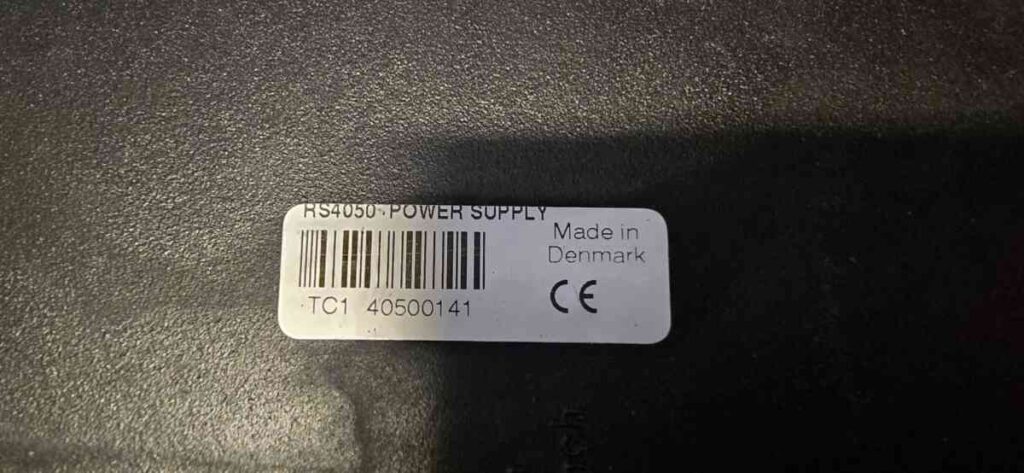 RS4050 · POWER SUPPLY
Made in
Denmark
TC1 40500141
CE